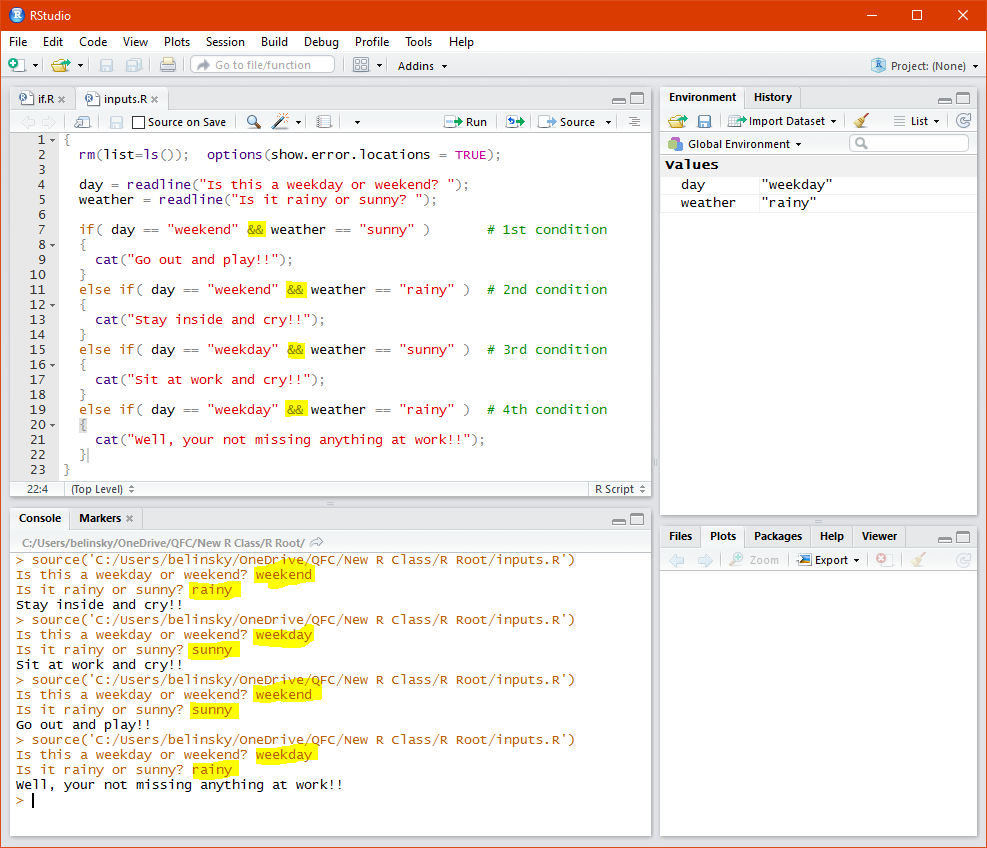 RStudio
File Edit Code View Plots Session Build Debug Profile Tools Help
Go to file/function Addins Project: (None)
if.R inputs.R
Source on Save Run Source
1 {
2 rm(list=ls()); options(show.error.locations = TRUE);
3
4 day = readline("Is this a weekday or weekend? ");
5 weather = readline("Is it rainy or sunny? ");
6
7 if( day == "weekend" && weather == "sunny" ) # 1st condition
8 {
9 cat("Go out and play!!");
10 }
11 else if( day == "weekend" && weather == "rainy" ) # 2nd condition
12 {
13 cat("Stay inside and cry!!");
14 }
15 else if( day == "weekday" && weather == "sunny" ) # 3rd condition
16 {
17 cat("Sit at work and cry!!");
18 }
19 else if( day == "weekday" && weather == "rainy" ) # 4th condition
20 {
21 cat("Well, your not missing anything at work!!");
22 }
23 }
22:4 (Top Level) R Script
Console Markers
C:/Users/belinsky/OneDrive/QFC/New R Class/R Root/
> source('C:/Users/belinsky/OneDrive/QFC/New R Class/R Root/inputs.R')
Is this a weekday or weekend? weekend
Is it rainy or sunny? rainy
Stay inside and cry!!
> source('C:/Users/belinsky/OneDrive/QFC/New R Class/R Root/inputs.R')
Is this a weekday or weekend? weekday
Is it rainy or sunny? sunny
Sit at work and cry!!
> source('C:/Users/belinsky/OneDrive/QFC/New R Class/R Root/inputs.R')
Is this a weekday or weekend? weekend
Is it rainy or sunny? sunny
Go out and play!!
> source('C:/Users/belinsky/OneDrive/QFC/New R Class/R Root/inputs.R')
Is this a weekday or weekend? weekday
Is it rainy or sunny? rainy
Well, your not missing anything at work!!
>
Environment History
Import Dataset List
Global Environment
Values
day "weekday"
weather "rainy"
Files Plots Packages Help Viewer
Zoom Export